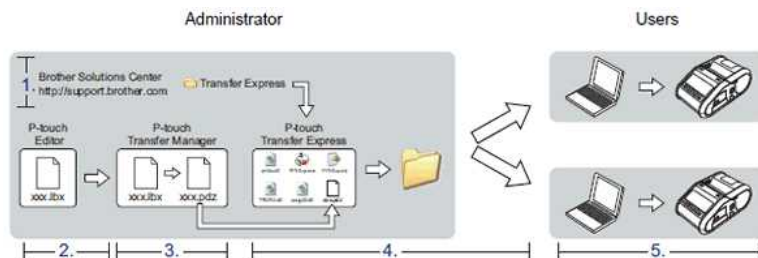 Administrator
Users
1.
Brother Solutions Center
http://support.brother.com
Transfer Express
P-touch
Editor
P-touch
Transfer Manager
P-touch
Transfer Express
xxx.lbx
xxx.lbx
xxx.pdz
2.
3.
4.
5.